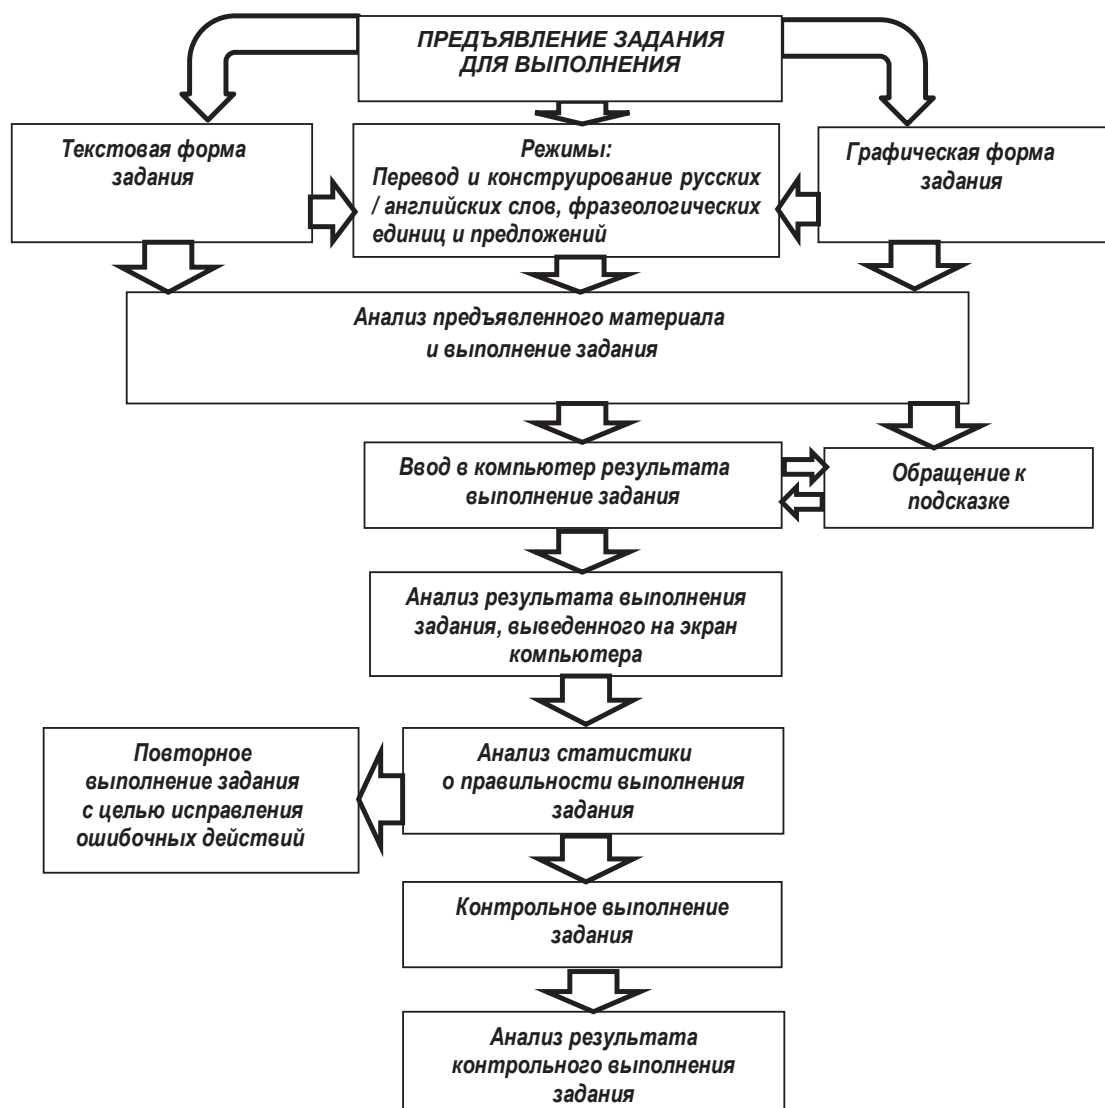 ПРЕДЪЯВЛЕНИЕ ЗАДАНИЯ
ДЛЯ ВЫПОЛНЕНИЯ
Текстовая форма
задания
Режимы:
Перевод и конструирование русских
/ английских слов, фразеологических
единиц и предложений
Графическая форма
задания
Анализ предъявленного материала
и выполнение задания
Ввод в компьютер результата
выполнение задания
Обращение к
подсказке
Анализ результата выполнения
задания, выведенного на экран
компьютера
Повторное
выполнение задания
с целью исправления
ошибочных действий
Анализ статистики
о правильности выполнения
задания
Контрольное выполнение
задания
Анализ результата
контрольного выполнения
задания